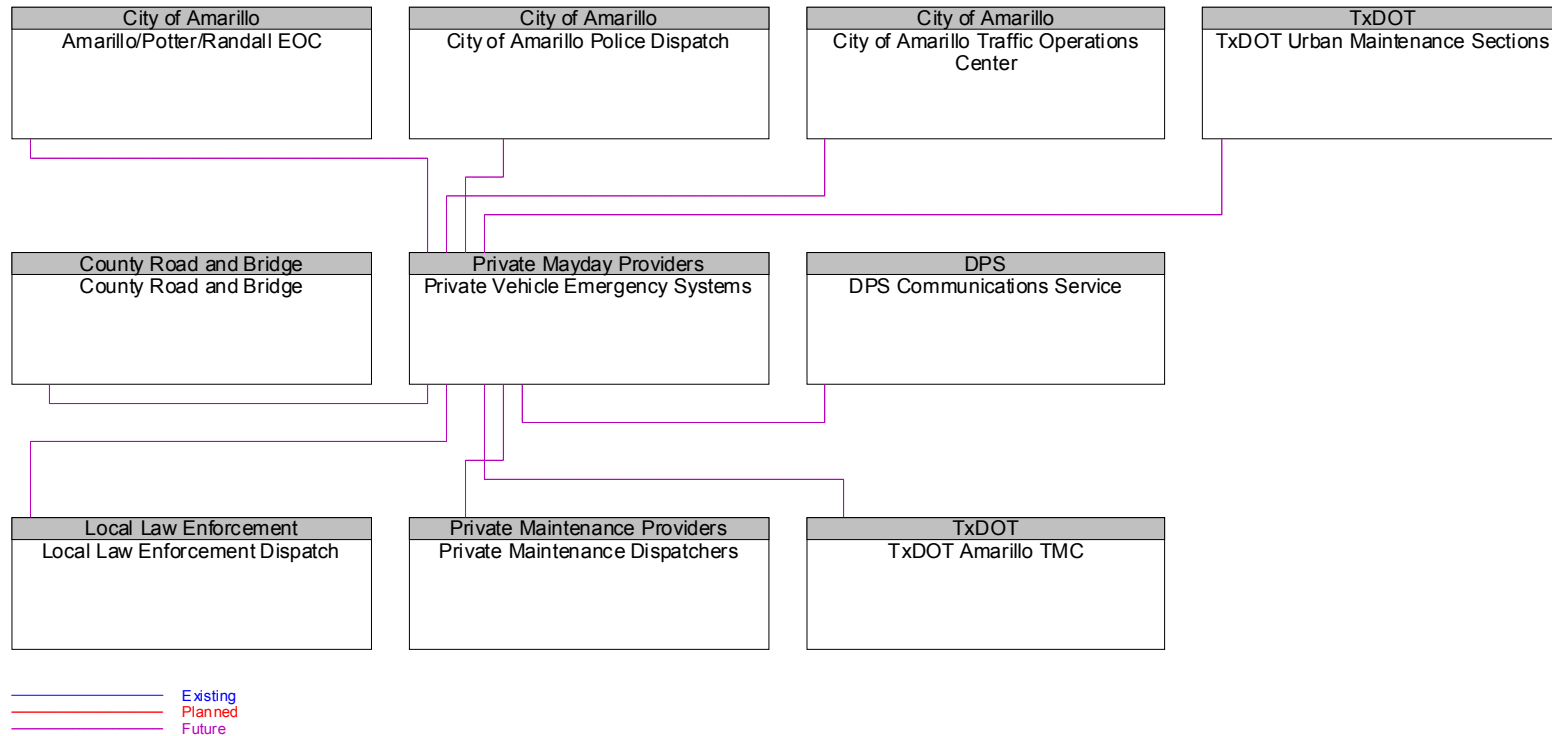 City of Amarillo
Amarillo/Potter/Randall EOC
City of Amarillo
City of Amarillo Police Dispatch
City of Amarillo
City of Amarillo Traffic Operations
Center
TxDOT
TxDOT Urban Maintenance Sections
County Road and Bridge
County Road and Bridge
Private Mayday Providers
Private Vehicle Emergency Systems
DPS
DPS Communications Service
Local Law Enforcement
Local Law Enforcement Dispatch
Private Maintenance Providers
Private Maintenance Dispatchers
TxDOT
TxDOT Amarillo TMC
Existing
Planned
Future